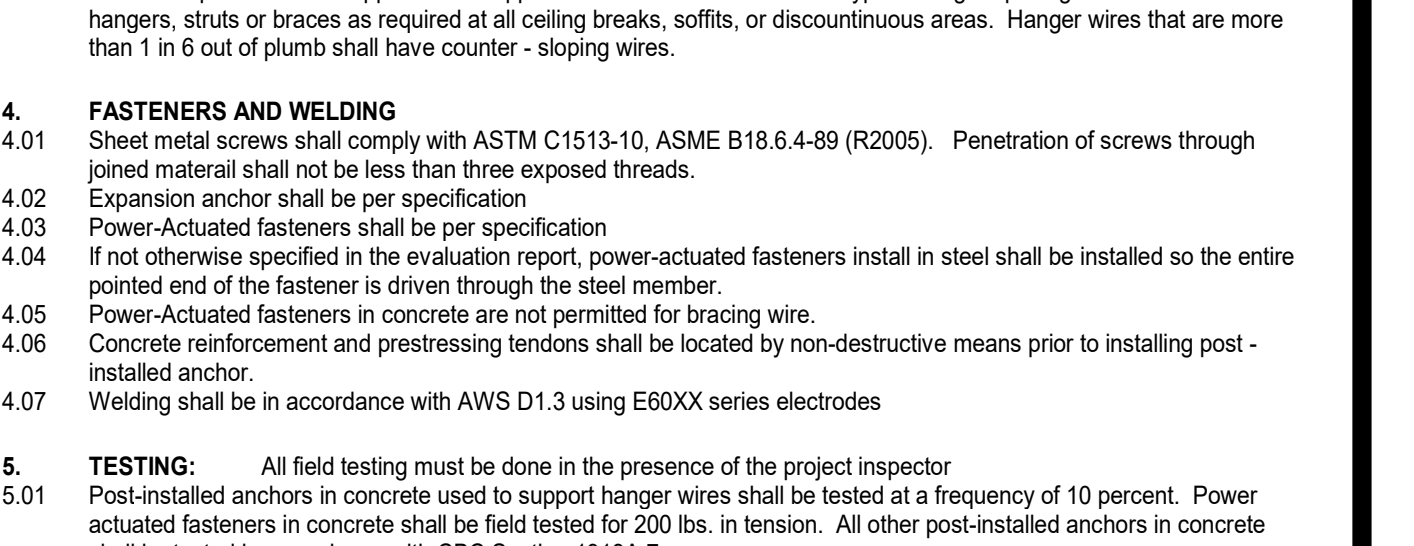 hangers, struts or braces as required at all ceiling breaks, soffits, or discountinuous areas. Hanger wires that are more
than 1 in 6 out of plumb shall have counter - sloping wires.
4. FASTENERS AND WELDING
4.01 Sheet metal screws shall comply with ASTM C1513-10, ASME B18.6.4-89 (R2005). Penetration of screws through
joined materail shall not be less than three exposed threads.
4.02 Expansion anchor shall be per specification
4.03 Power-Actuated fasteners shall be per specification
4.04 If not otherwise specified in the evaluation report, power-actuated fasteners install in steel shall be installed so the entire
pointed end of the fastener is driven through the steel member.
4.05 Power-Actuated fasteners in concrete are not permitted for bracing wire.
4.06 Concrete reinforcement and prestressing tendons shall be located by non-destructive means prior to installing post -
installed anchor.
4.07 Welding shall be in accordance with AWS D1.3 using E60XX series electrodes
5. TESTING: All field testing must be done in the presence of the project inspector
5.01 Post-installed anchors in concrete used to support hanger wires shall be tested at a frequency of 10 percent. Power
actuated fasteners in concrete shall be field tested for 200 lbs. in tension. All other post-installed anchors in concrete